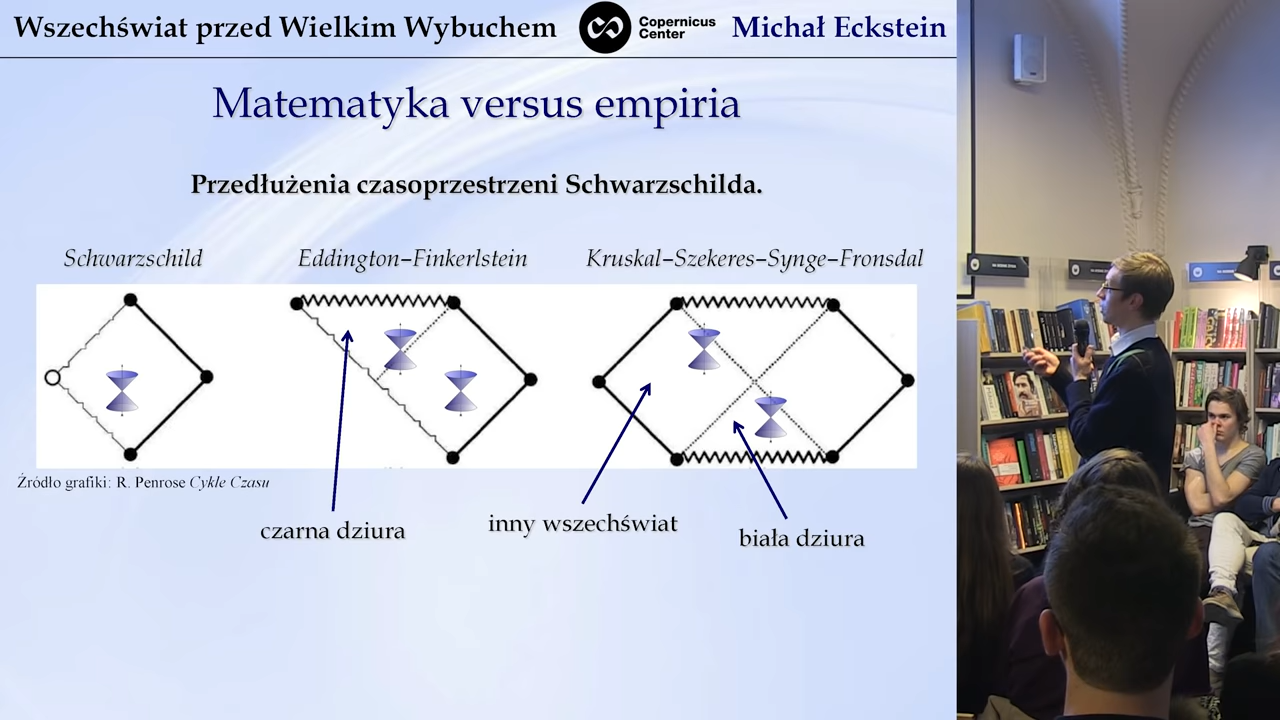 Wszechświat przed Wielkim Wybuchem
Copernicus
Center
Michał Eckstein
Matematyka versus empiria
Przedłużenia czasoprzestrzeni Schwarzschilda.
Schwarzschild
Eddington–Finkerlstein
Kruskal–Szekeres–Synge–Fronsdal
Źródło grafiki: R. Penrose Cykle Czasu
czarna dziura
inny wszechświat
biała dziura